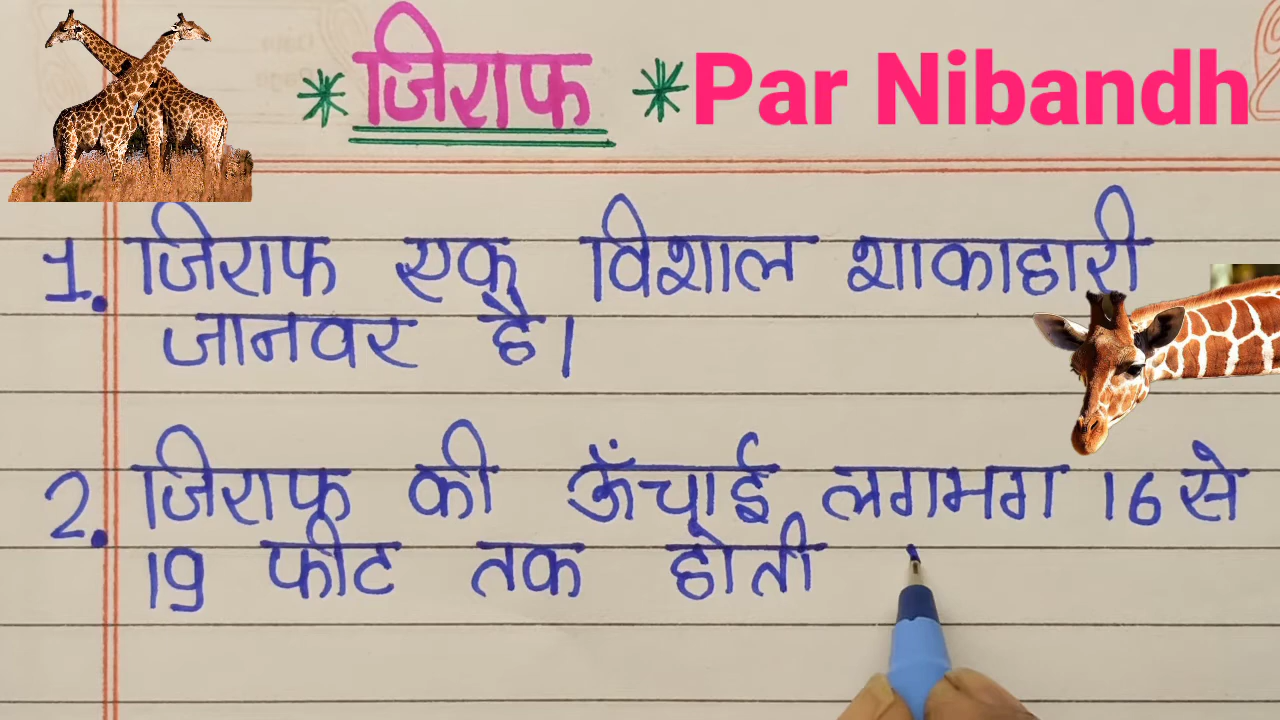 * जिराफ * Par Nibandh
1. जिराफ एक विशाल शाकाहारी
जानवर है।
2. जिराफ की ऊँचाई लगभग 16 से
19 फीट तक होती